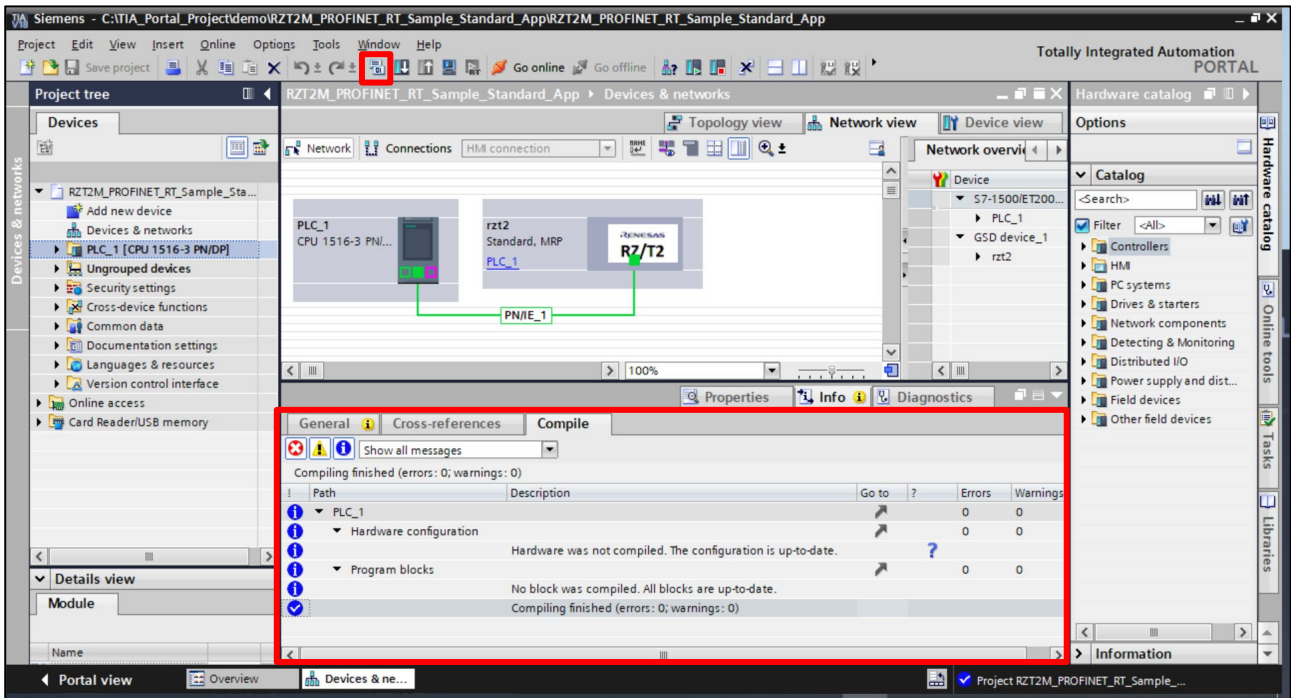 Siemens - C:\TIA_Portal_Project\demo\RZT2M_PROFINET_RT_Sample_Standard_App\RZT2M_PROFINET_RT_Sample_Standard_App
Project Edit View Insert Online Options Tools Window Help
Totally Integrated Automation
PORTAL
Save project
Go online
Go offline
Project tree
RZT2M_PROFINET_RT_Sample_Standard_App
Devices & networks
Hardware catalog
Devices
Topology view
Network view
Device view
Options
Network
Connections
HMI connection
Network overvi
Devices & networks
RZT2M_PROFINET_RT_Sample_Sta...
Add new device
Devices & networks
PLC_1 [CPU 1516-3 PN/DP]
Ungrouped devices
Security settings
Cross-device functions
Common data
Documentation settings
Languages & resources
Version control interface
Online access
Card Reader/USB memory
PLC_1
CPU 1516-3 PN/...
rzt2
Standard, MRP
PLC_1
RENESAS
RZ/T2
PN/IE_1
100%
Device
S7-1500/ET200...
PLC_1
GSD device_1
rzt2
Catalog
<Search>
Filter
<All>
Controllers
HMI
PC systems
Drives & starters
Network components
Detecting & Monitoring
Distributed I/O
Power supply and dist...
Field devices
Other field devices
Hardware catalog
Online tools
Tasks
Libraries
Properties
Info
Diagnostics
General
Cross-references
Compile
Show all messages
Compiling finished (errors: 0; warnings: 0)
! Path Description Go to ? Errors Warnings
PLC_1 0 0
Hardware configuration 0 0
Hardware was not compiled. The configuration is up-to-date. ?
Program blocks 0 0
No block was compiled. All blocks are up-to-date.
Compiling finished (errors: 0; warnings: 0)
Details view
Module
Name
Information
Portal view
Overview
Devices & ne...
Project RZT2M_PROFINET_RT_Sample_...